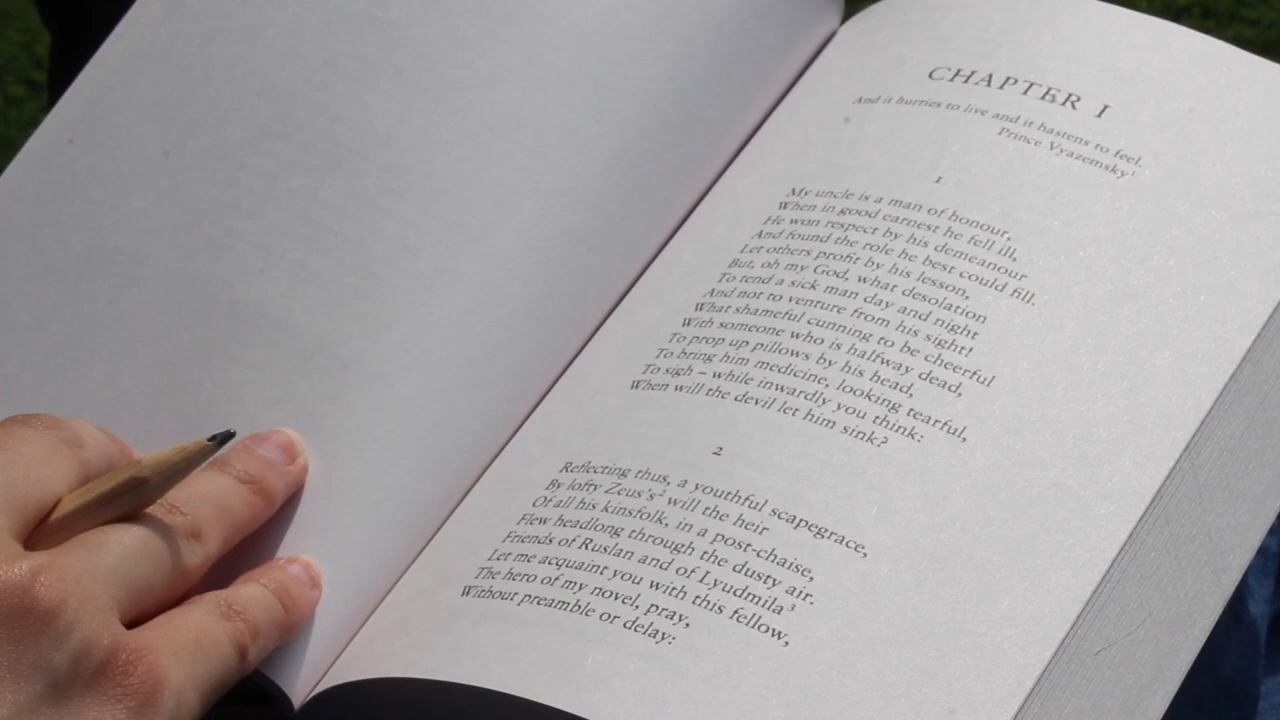 CHAPTER I
And it hurries to live and it hastens to feel.
Prince Vyazemsky¹
1
My uncle is a man of honour,
When in good earnest he fell ill,
He won respect by his demeanour
And found the role he best could fill.
Let others profit by his lesson,
But, oh my God, what desolation
To tend a sick man day and night
And not to venture from his sight!
What shameful cunning to be cheerful
With someone who is halfway dead,
To prop up pillows by his head,
To bring him medicine, looking tearful,
To sigh – while inwardly you think:
When will the devil let him sink?
2
Reflecting thus, a youthful scapegrace,
By lofty Zeus's² will the heir
Of all his kinsfolk, in a post-chaise,
Flew headlong through the dusty air.
Friends of Ruslan and of Lyudmila³
Let me acquaint you with this fellow,
The hero of my novel, pray,
Without preamble or delay: